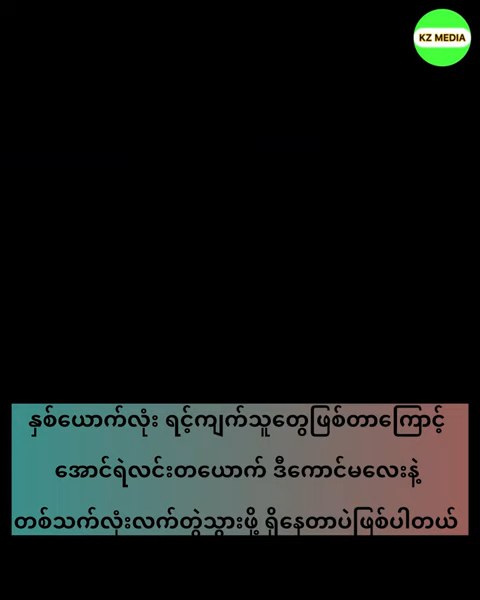 KZ MEDIA
နှစ်ယောက်လုံး ရင့်ကျက်သူတွေဖြစ်တာကြောင့်
အောင်ရဲလင်းတယောက် ဒီကောင်မလေးနဲ့
တစ်သက်လုံးလက်တွဲသွားဖို့ ရှိနေတာပဲဖြစ်ပါတယ်